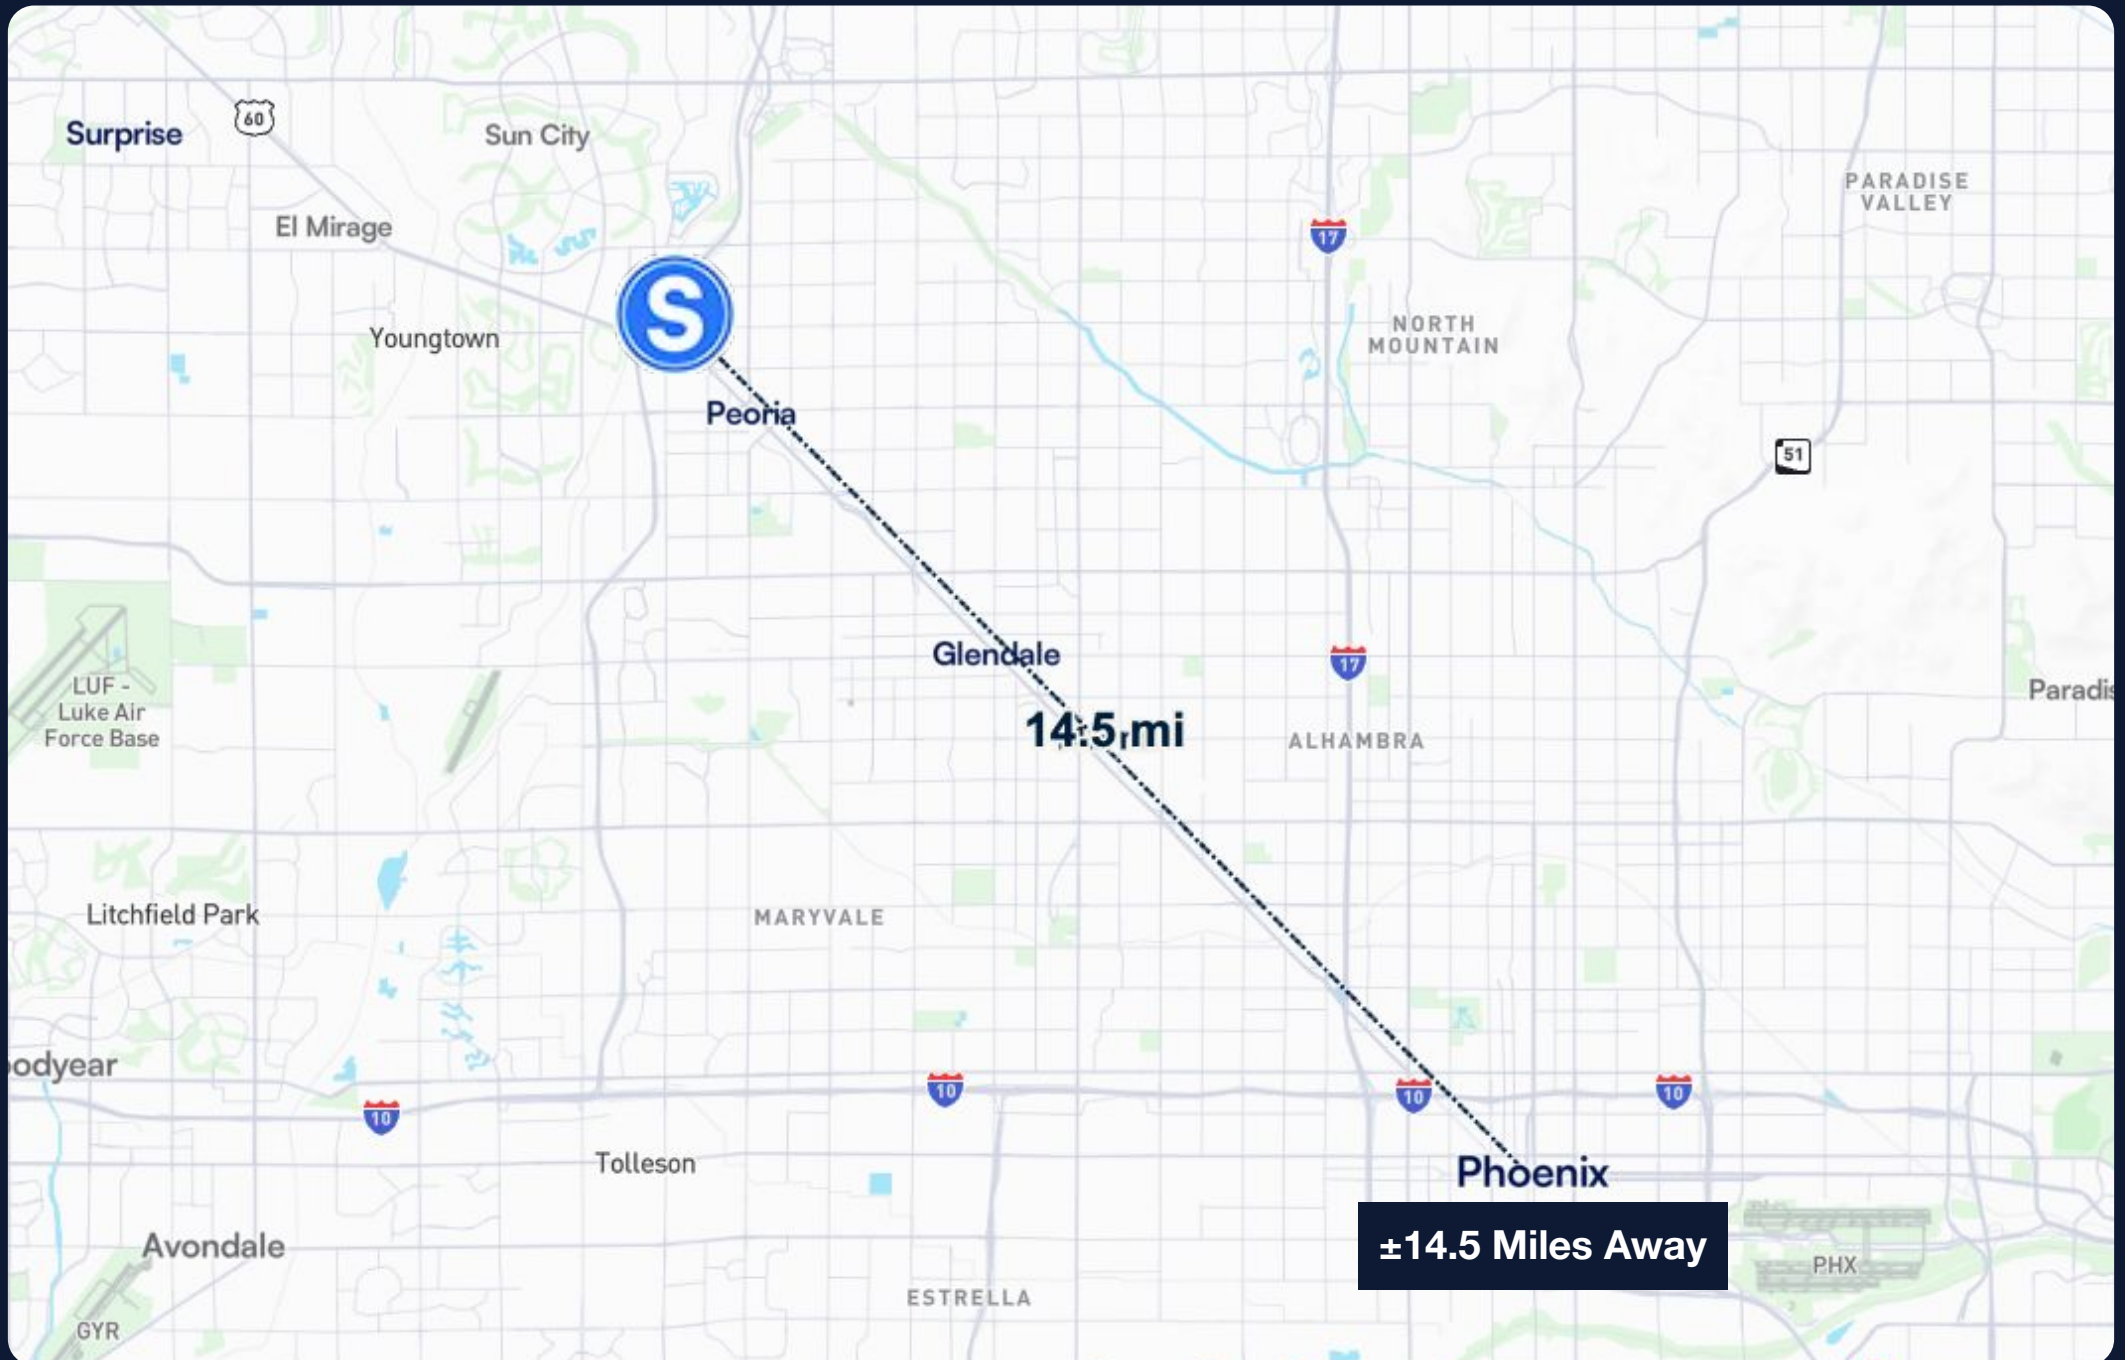 Surprise
60
Sun City
PARADISE
VALLEY
El Mirage
17
S
NORTH
MOUNTAIN
Youngtown
Peoria
51
Glendale
17
LUF -
Luke Air
Force Base
Paradis
14.5 mi
ALHAMBRA
Litchfield Park
MARYVALE
oodyear
10
10
10
10
Tolleson
Phoenix
±14.5 Miles Away
Avondale
PHX
ESTRELLA
GYR